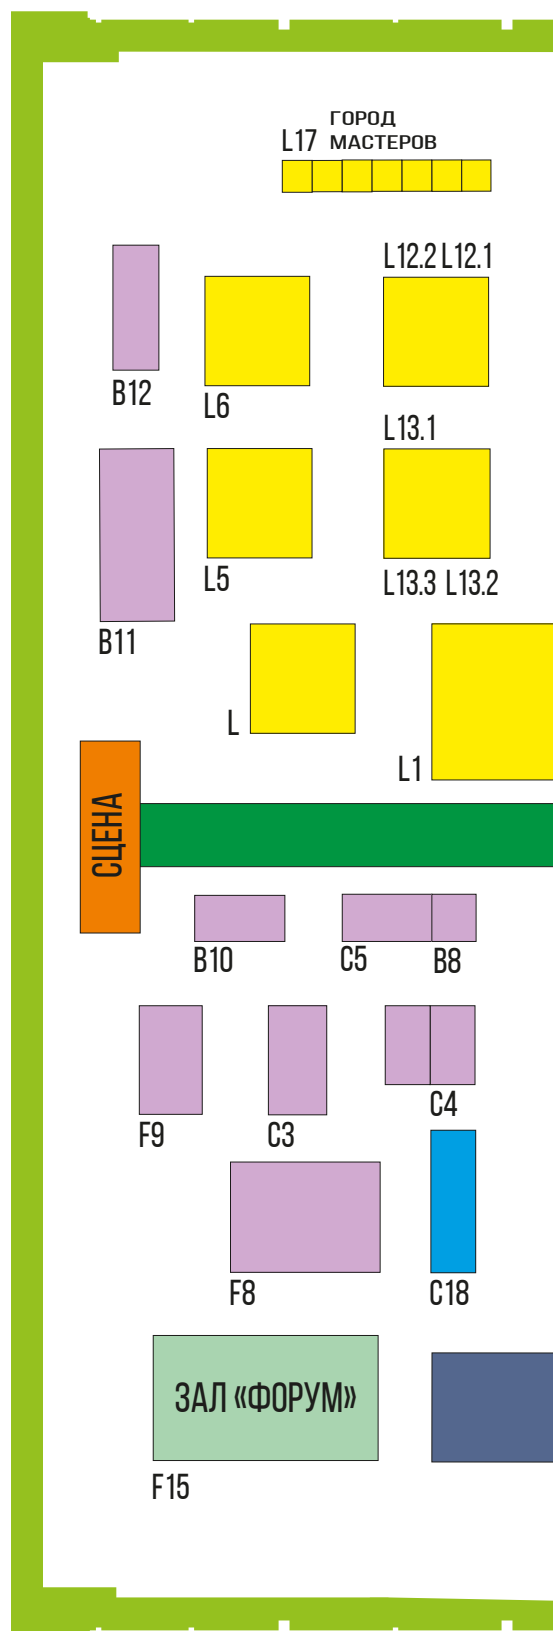 ГОРОД
L17 МАСТЕРОВ
L12.2 L12.1
B12
L6
L13.1
L5
L13.3 L13.2
B11
L
L1
СЦЕНА
B10
C5
B8
C4
F9
C3
F8
C18
ЗАЛ «ФОРУМ»
F15